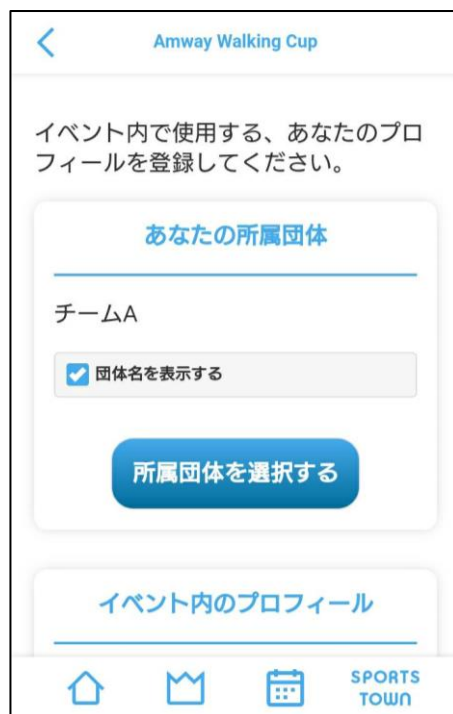 Amway Walking Cup
イベント内で使用する、あなたのプロ
フィールを登録してください。
あなたの所属団体
チームA
団体名を表示する
所属団体を選択する
イベント内のプロフィール
SPORTS
TOWN